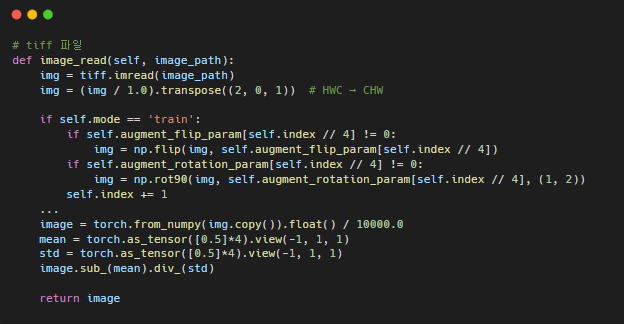 # tiff 파일
def image_read(self, image_path):
    img = tiff.imread(image_path)
    img = (img / 1.0).transpose((2, 0, 1))  # HWC → CHW

    if self.mode == 'train':
        if self.augment_flip_param[self.index // 4] != 0:
            img = np.flip(img, self.augment_flip_param[self.index // 4])
        if self.augment_rotation_param[self.index // 4] != 0:
            img = np.rot90(img, self.augment_rotation_param[self.index // 4], (1, 2))
        self.index += 1
    ...
    image = torch.from_numpy(img.copy()).float() / 10000.0
    mean = torch.as_tensor([0.5]*4).view(-1, 1, 1)
    std = torch.as_tensor([0.5]*4).view(-1, 1, 1)
    image.sub_(mean).div_(std)

    return image